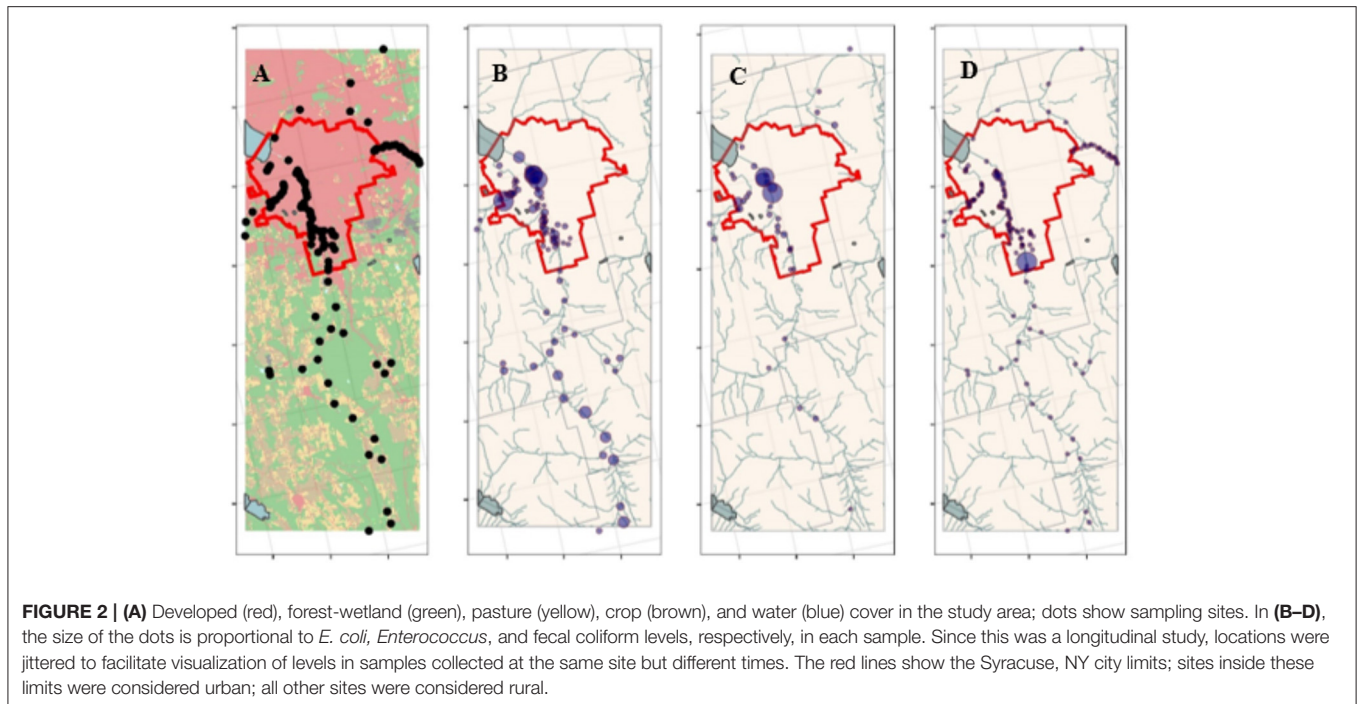 A
B
C
D
FIGURE 2 | (A) Developed (red), forest-wetland (green), pasture (yellow), crop (brown), and water (blue) cover in the study area; dots show sampling sites. In (B–D),
the size of the dots is proportional to E. coli, Enterococcus, and fecal coliform levels, respectively, in each sample. Since this was a longitudinal study, locations were
jittered to facilitate visualization of levels in samples collected at the same site but different times. The red lines show the Syracuse, NY city limits; sites inside these
limits were considered urban; all other sites were considered rural.